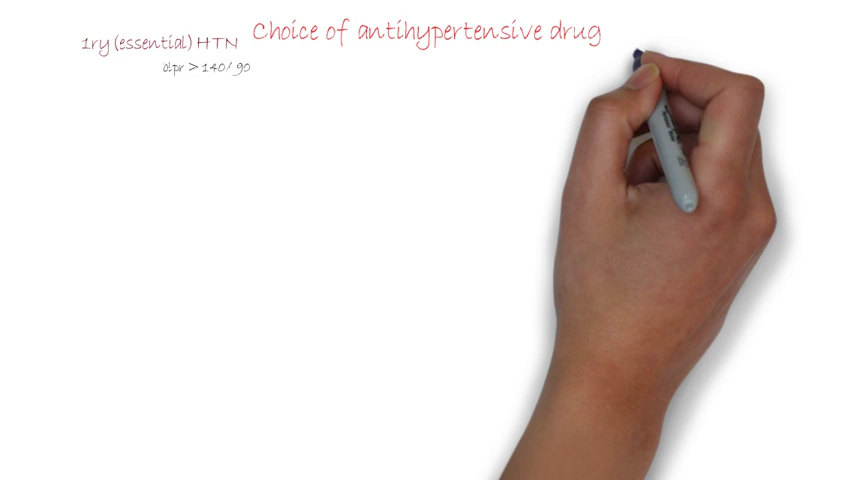 Choice of antihypertensive drug
1ry (essential) HTN
bl.pr > 140/90